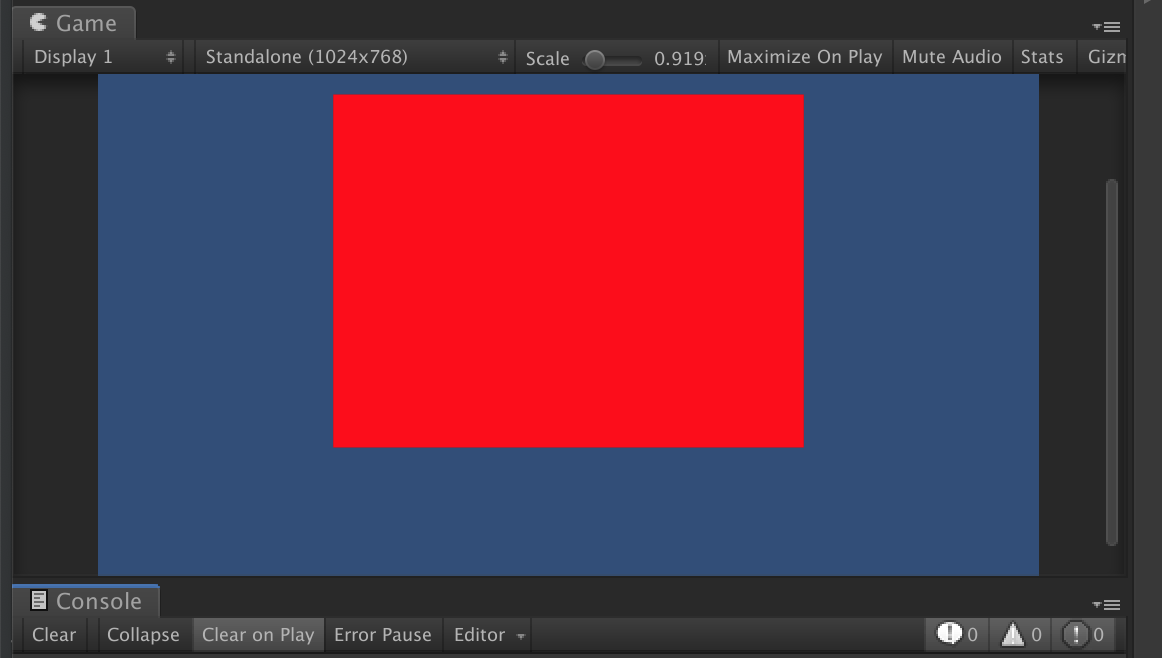 Game
Display 1 Standalone (1024x768) Scale 0.919 Maximize On Play Mute Audio Stats Gizm
Console
Clear Collapse Clear on Play Error Pause Editor 0 0 0